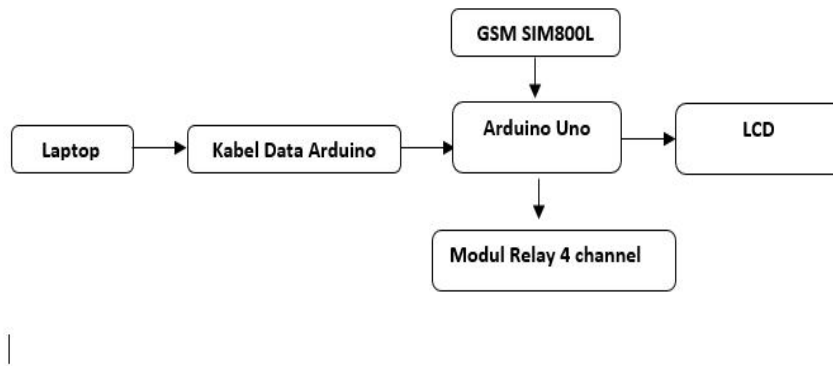 GSM SIM800L
Laptop
Kabel Data Arduino
Arduino Uno
LCD
Modul Relay 4 channel